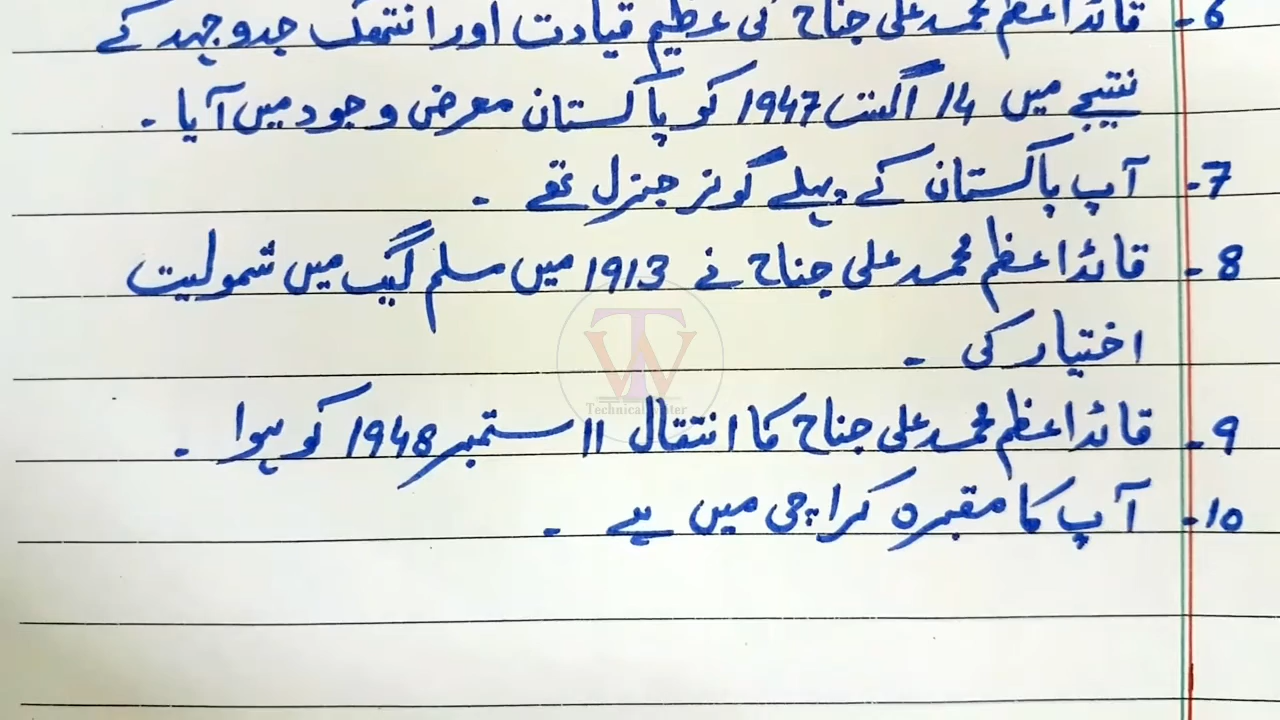 6- قائداعظم محمد علی جناح کی عظیم قیادت اور انتھک جدوجہد کے
نتیجے میں 14 اگست 1947 کو پاکستان معرض وجود میں آیا ۔
7- آپ پاکستان کے پہلے گورنر جنرل تھے ۔
8- قائداعظم محمد علی جناح نے 1913 میں مسلم لیگ میں شمولیت
اختیار کی ۔
9- قائداعظم محمد علی جناح کا انتقال 11 ستمبر 1948 کو ہوا ۔
10- آپ کا مقبرہ کراچی میں ہے ۔
TW